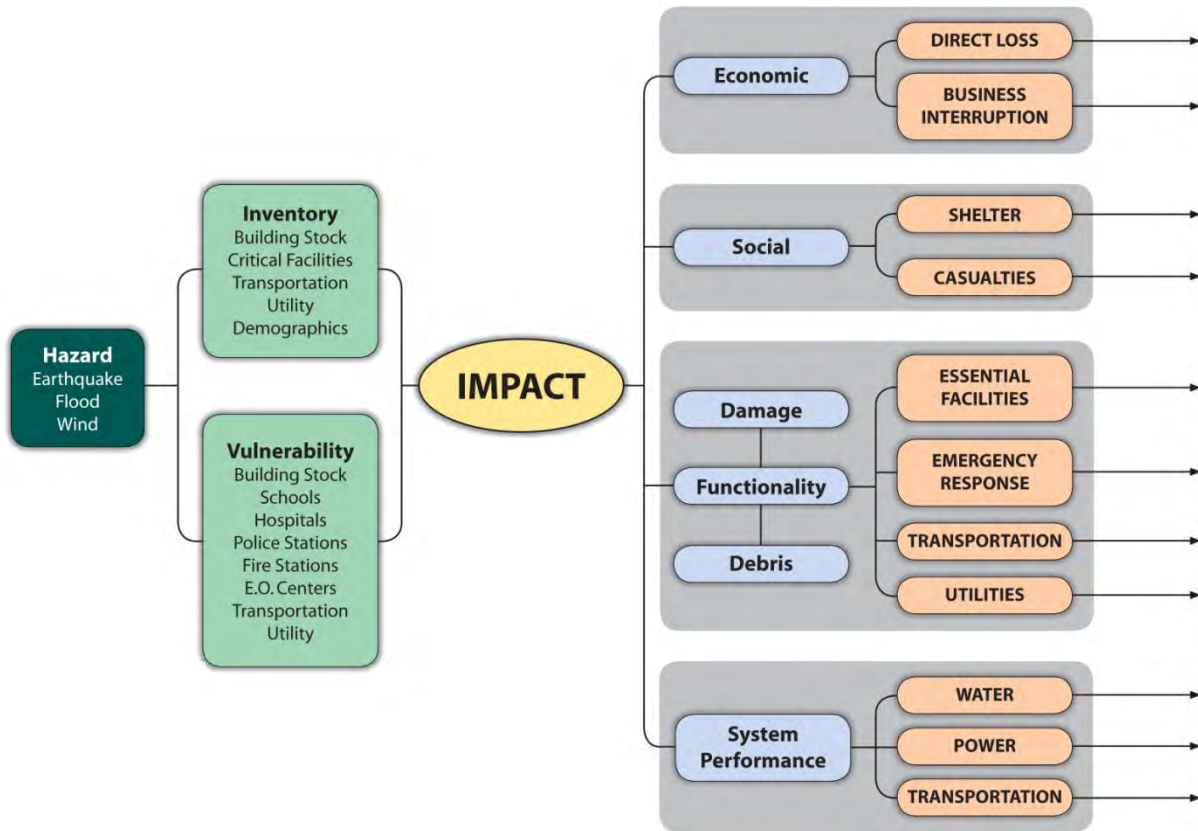 Hazard
Earthquake
Flood
Wind
Inventory
Building Stock
Critical Facilities
Transportation
Utility
Demographics
Vulnerability
Building Stock
Schools
Hospitals
Police Stations
Fire Stations
E.O. Centers
Transportation
Utility
IMPACT
Economic
DIRECT LOSS
BUSINESS
INTERRUPTION
Social
SHELTER
CASUALTIES
Damage
Functionality
Debris
ESSENTIAL
FACILITIES
EMERGENCY
RESPONSE
TRANSPORTATION
UTILITIES
System
Performance
WATER
POWER
TRANSPORTATION